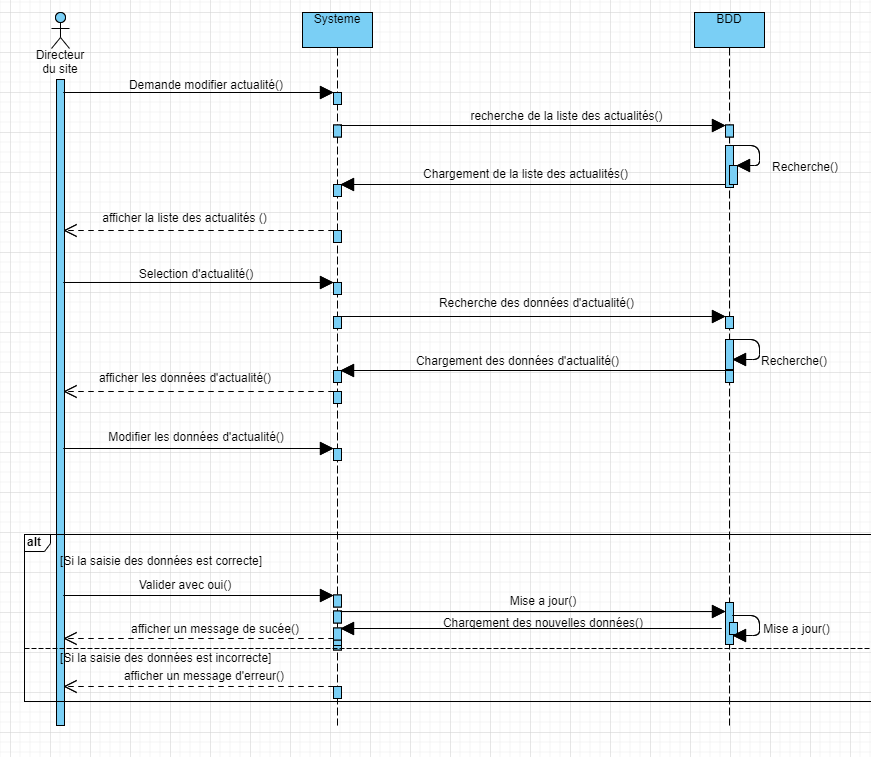 Systeme
BDD
Directeur
du site
Demande modifier actualité()
recherche de la liste des actualités()
Recherche()
Chargement de la liste des actualités()
afficher la liste des actualités ()
Selection d'actualité()
Recherche des données d'actualité()
Recherche()
Chargement des données d'actualité()
afficher les données d'actualité()
Modifier les données d'actualité()
alt
[Si la saisie des données est correcte]
Valider avec oui()
Mise a jour()
Chargement des nouvelles données()
afficher un message de sucée()
Mise a jour()
[Si la saisie des données est incorrecte]
afficher un message d'erreur()